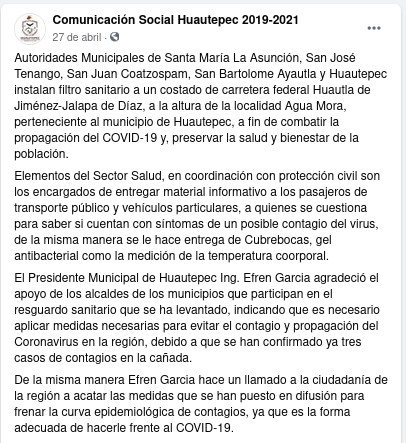 Comunicación Social Huautepec 2019-2021
27 de abril ·
Autoridades Municipales de Santa María La Asunción, San José
Tenango, San Juan Coatzospam, San Bartolome Ayautla y Huautepec
instalan filtro sanitario a un costado de carretera federal Huautla de
Jiménez-Jalapa de Díaz, a la altura de la localidad Agua Mora,
perteneciente al municipio de Huautepec, a fin de combatir la
propagación del COVID-19 y, preservar la salud y bienestar de la
población.
Elementos del Sector Salud, en coordinación con protección civil son
los encargados de entregar material informativo a los pasajeros de
transporte público y vehículos particulares, a quienes se cuestiona
para saber si cuentan con síntomas de un posible contagio del virus,
de la misma manera se le hace entrega de Cubrebocas, gel
antibacterial como la medición de la temperatura coorporal.
El Presidente Municipal de Huautepec Ing. Efren Garcia agradeció el
apoyo de los alcaldes de los municipios que participan en el
resguardo sanitario que se ha levantado, indicando que es necesario
aplicar medidas necesarias para evitar el contagio y propagación del
Coronavirus en la región, debido a que se han confirmado ya tres
casos de contagios en la cañada.
De la misma manera Efren Garcia hace un llamado a la ciudadanía de
la región a acatar las medidas que se han puesto en difusión para
frenar la curva epidemiológica de contagios, ya que es la forma
adecuada de hacerle frente al COVID-19.